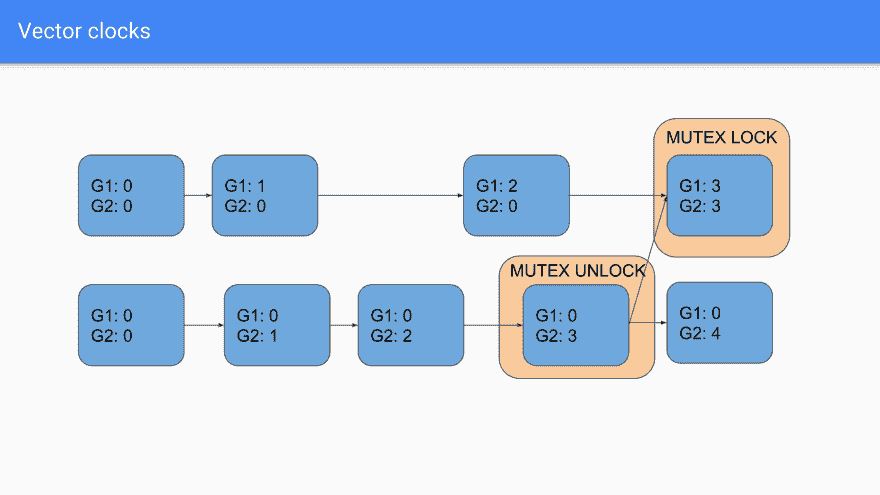 Vector clocks
MUTEX LOCK
G1: 0
G2: 0
G1: 1
G2: 0
G1: 2
G2: 0
G1: 3
G2: 3
MUTEX UNLOCK
G1: 0
G2: 0
G1: 0
G2: 1
G1: 0
G2: 2
G1: 0
G2: 3
G1: 0
G2: 4